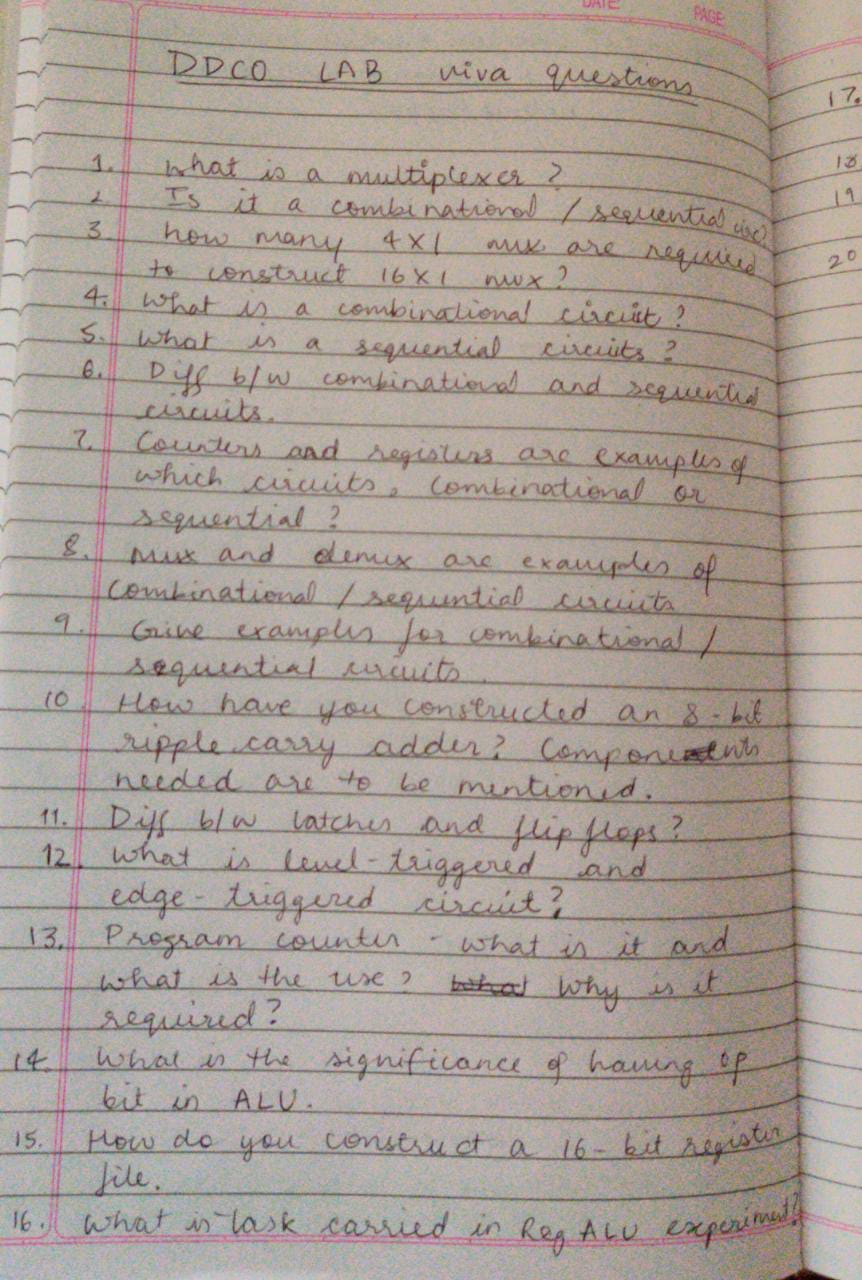 DATE:
PAGE:
DDCO LAB viva questions
1. What is a multiplexer ?
2 Is it a combinational / sequential
3. how many 4X1 mux are required
to construct 16X1 mux ?
4. What is a combinational circuit ?
5. What is a sequential circuits ?
6. Diff b/w combinational and sequential
circuits.
7. Counters and registers are examples of
which circuits, combinational or
sequential ?
8. mux and demux are examples of
combinational / sequential circuits
9. Give examples for combinational /
sequential circuits.
10 How have you constructed an 8-bit
ripple carry adder? Components
needed are to be mentioned.
11. Diff b/w latches and flip flops ?
12. What is level-triggered and
edge-triggered circuit ?
13. Program counter - what is it and
what is the use ? What Why is it
required ?
14. What is the significance of having op
bit in ALU.
15. How do you construct a 16-bit register
file.
16. What is task carried in Reg ALU experiment?
17.
18
19
20